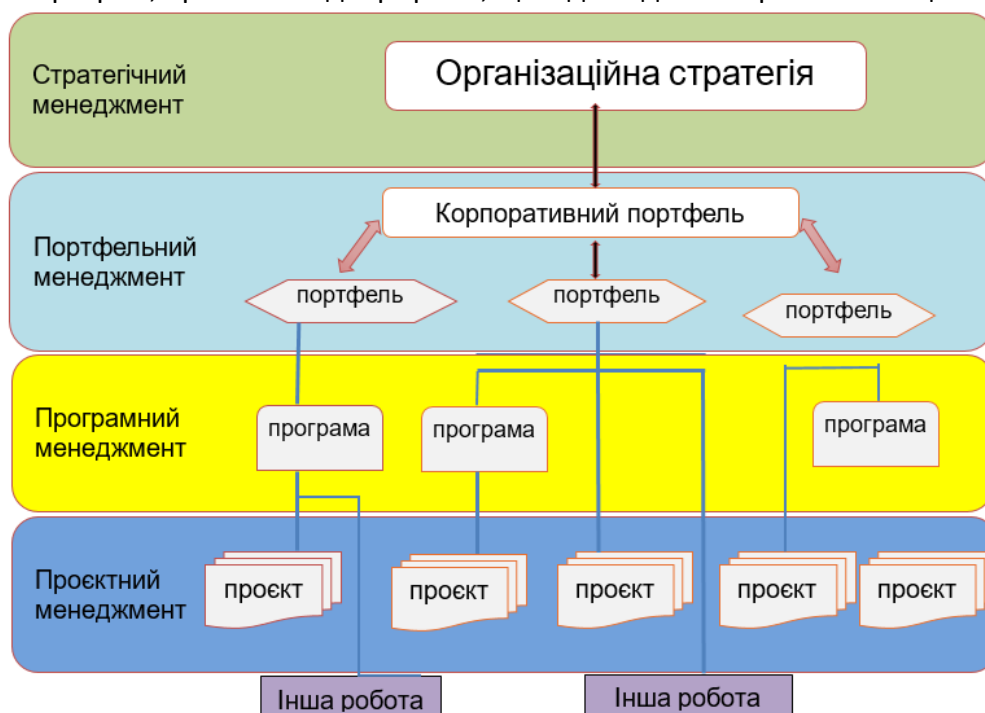 Стратегічний
менеджмент
Організаційна стратегія
Портфельний
менеджмент
Корпоративний портфель
портфель
портфель
портфель
Програмний
менеджмент
програма
програма
програма
Проєктний
менеджмент
проєкт
проєкт
проєкт
проєкт
проєкт
Інша робота
Інша робота